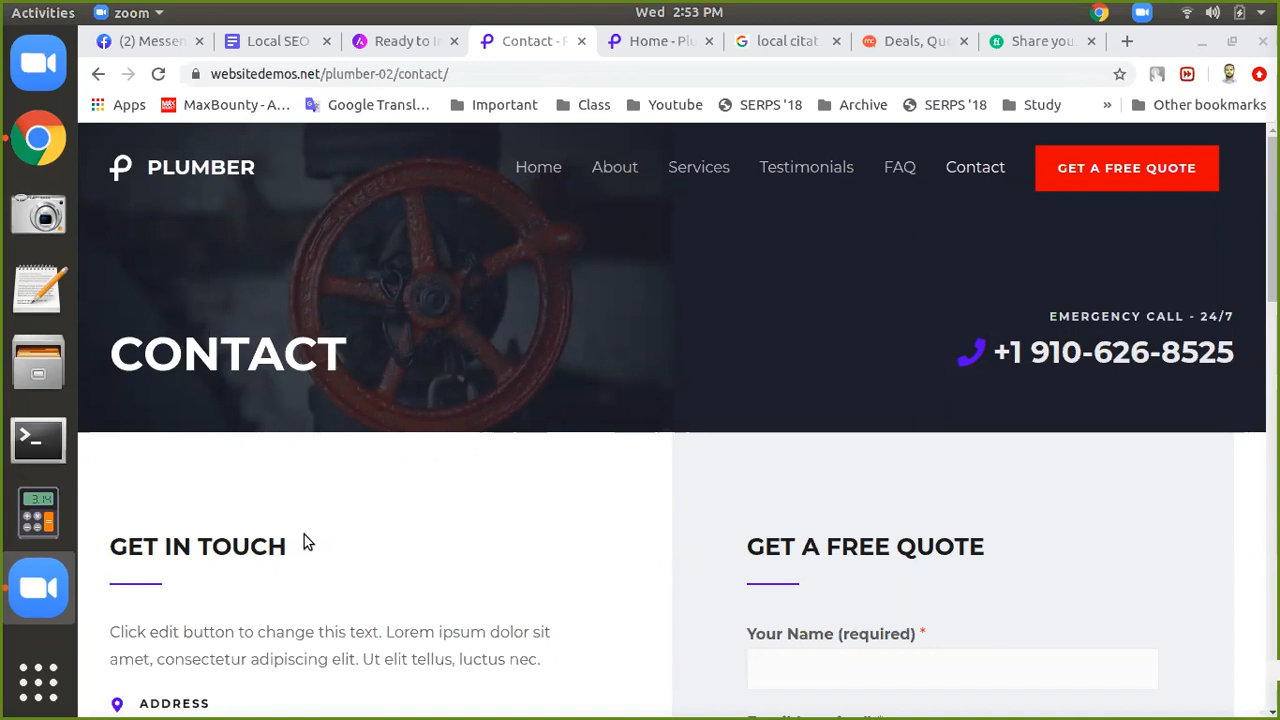 Activities
zoom
Wed 2:53 PM
(2) Messen
Local SEO
Ready to I
Contact - P
Home - Plu
local citat
Deals, Quo
Share you
websitedemos.net/plumber-02/contact/
Apps
MaxBounty - A...
Google Transl...
Important
Class
Youtube
SERPS '18
Archive
SERPS '18
Study
»
Other bookmarks
PLUMBER
Home
About
Services
Testimonials
FAQ
Contact
GET A FREE QUOTE
EMERGENCY CALL - 24/7
CONTACT
+1 910-626-8525
GET IN TOUCH
Click edit button to change this text. Lorem ipsum dolor sit
amet, consectetur adipiscing elit. Ut elit tellus, luctus nec.
ADDRESS
GET A FREE QUOTE
Your Name (required) *